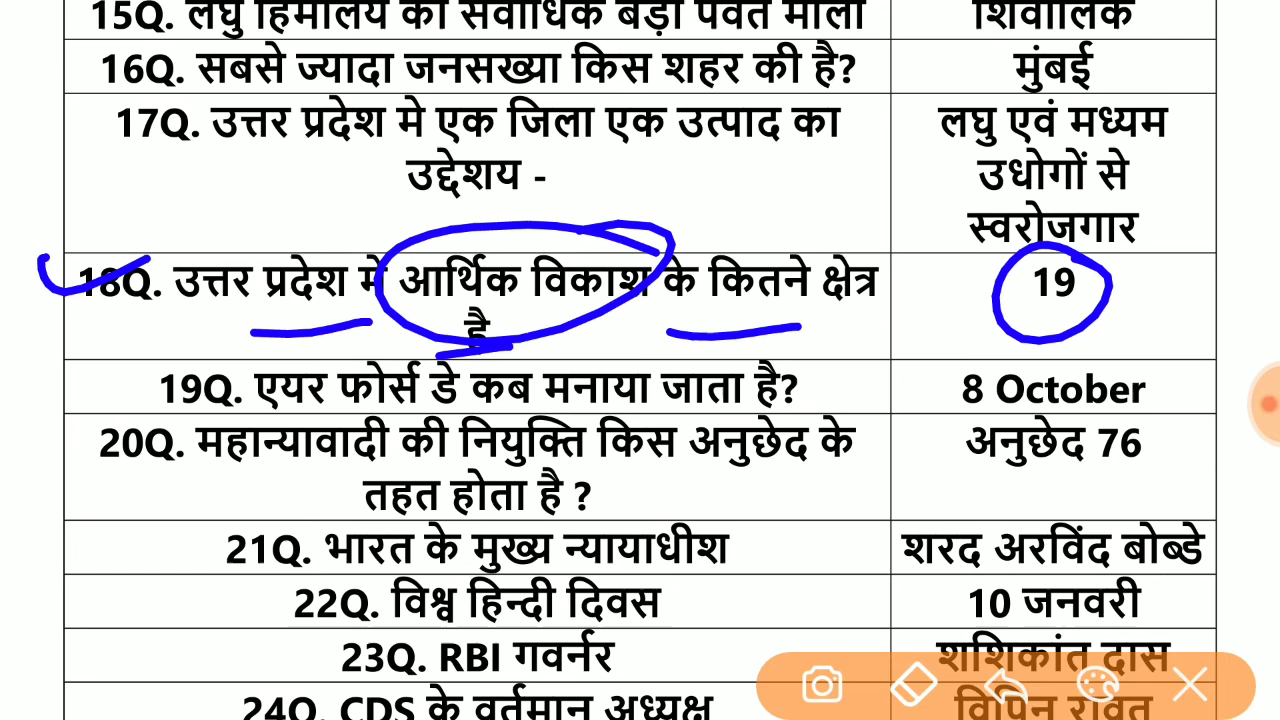 15Q. लघु हिमालय की सर्वाधिक बड़ी पर्वत माला
शिवालिक
16Q. सबसे ज्यादा जनसख्या किस शहर की है?
मुंबई
17Q. उत्तर प्रदेश मे एक जिला एक उत्पाद का
उद्देशय -
लघु एवं मध्यम
उधोगों से
स्वरोजगार
18Q. उत्तर प्रदेश मे आर्थिक विकाश के कितने क्षेत्र
है
19
19Q. एयर फोर्स डे कब मनाया जाता है?
8 October
20Q. महान्यावादी की नियुक्ति किस अनुछेद के
तहत होता है ?
अनुछेद 76
21Q. भारत के मुख्य न्यायाधीश
शरद अरविंद बोब्डे
22Q. विश्व हिन्दी दिवस
10 जनवरी
23Q. RBI गवर्नर
शशिकांत दास
24Q. CDS के वर्तमान अध्यक्ष
विपिन रावत